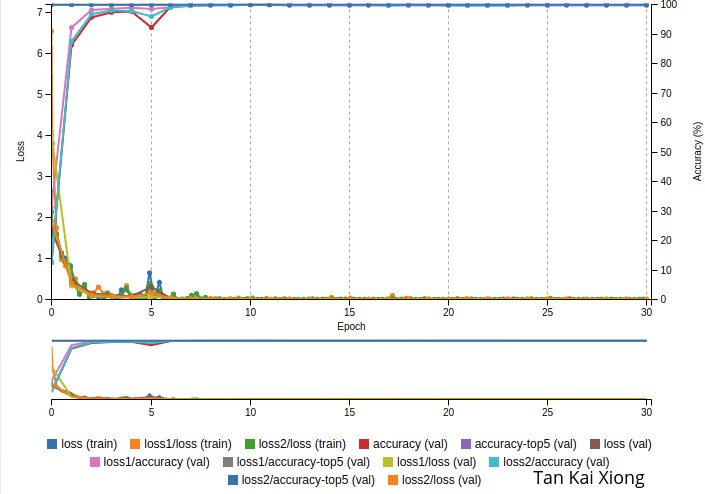 7
6
5
4
3
2
1
0
Loss
100
90
80
70
60
50
40
30
20
10
0
Accuracy (%)
0 5 10 15 20 25 30
Epoch
0 5 10 15 20 25 30
loss (train) loss1/loss (train) loss2/loss (train) accuracy (val) accuracy-top5 (val) loss (val)
loss1/accuracy (val) loss1/accuracy-top5 (val) loss1/loss (val) loss2/accuracy (val)
loss2/accuracy-top5 (val) loss2/loss (val)
Tan Kai Xiong